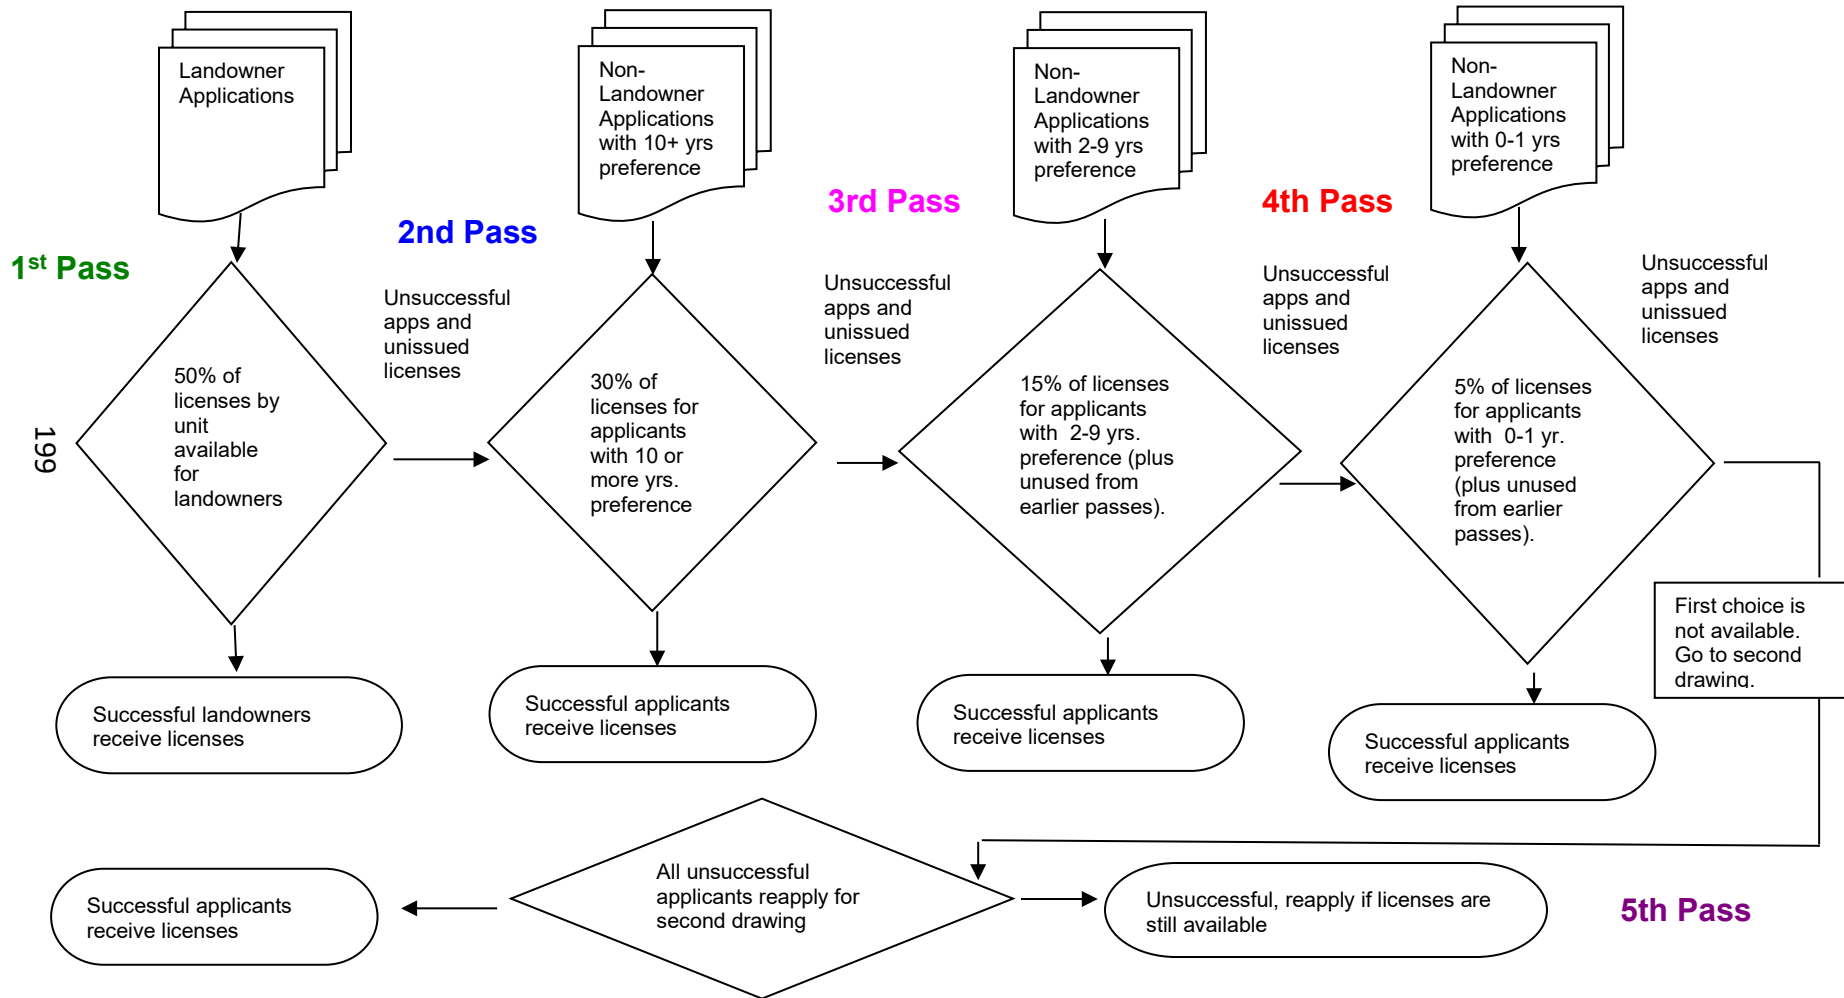 Landowner
Applications
Non-
Landowner
Applications
with 10+ yrs
preference
Non-
Landowner
Applications
with 2-9 yrs
preference
Non-
Landowner
Applications
with 0-1 yrs
preference
1st Pass
2nd Pass
3rd Pass
4th Pass
Unsuccessful
apps and
unissued
licenses
Unsuccessful
apps and
unissued
licenses
Unsuccessful
apps and
unissued
licenses
Unsuccessful
apps and
unissued
licenses
199
50% of
licenses by
unit
available
for
landowners
30% of
licenses for
applicants
with 10 or
more yrs.
preference
15% of licenses
for applicants
with  2-9 yrs.
preference (plus
unused from
earlier passes).
5% of licenses
for applicants
with  0-1 yr.
preference
(plus unused
from earlier
passes).
First choice is
not available.
Go to second
drawing.
Successful landowners
receive licenses
Successful applicants
receive licenses
Successful applicants
receive licenses
Successful applicants
receive licenses
Successful applicants
receive licenses
All unsuccessful
applicants reapply for
second drawing
Unsuccessful, reapply if licenses are
still available
5th Pass